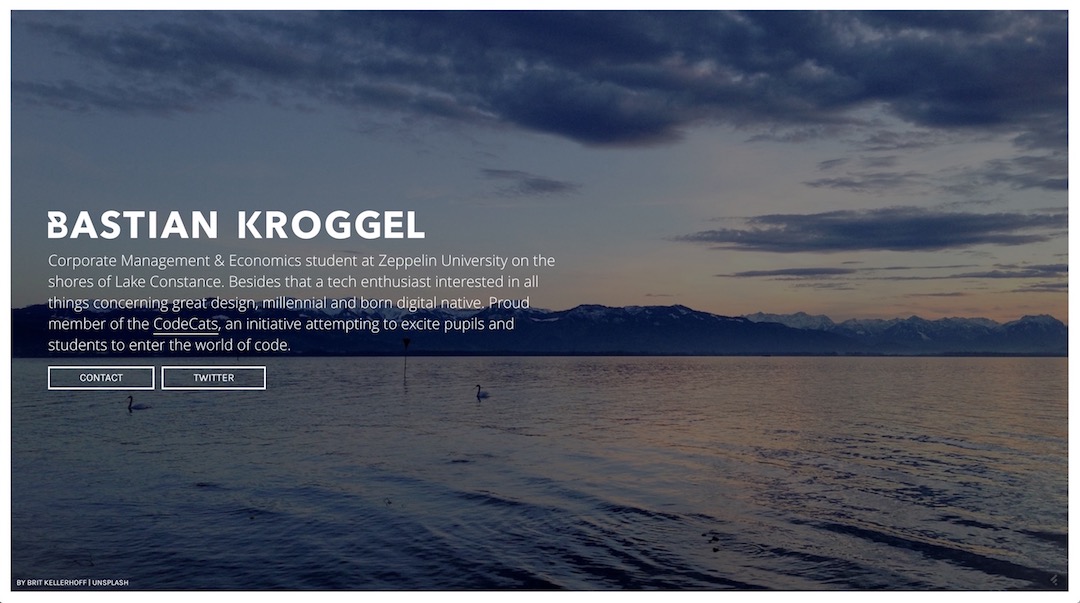 BASTIAN KROGGEL
Corporate Management & Economics student at Zeppelin University on the
shores of Lake Constance. Besides that a tech enthusiast interested in all
things concerning great design, millennial and born digital native. Proud
member of the CodeCats, an initiative attempting to excite pupils and
students to enter the world of code.
CONTACT
TWITTER
BY BRIT KELLERHOFF | UNSPLASH